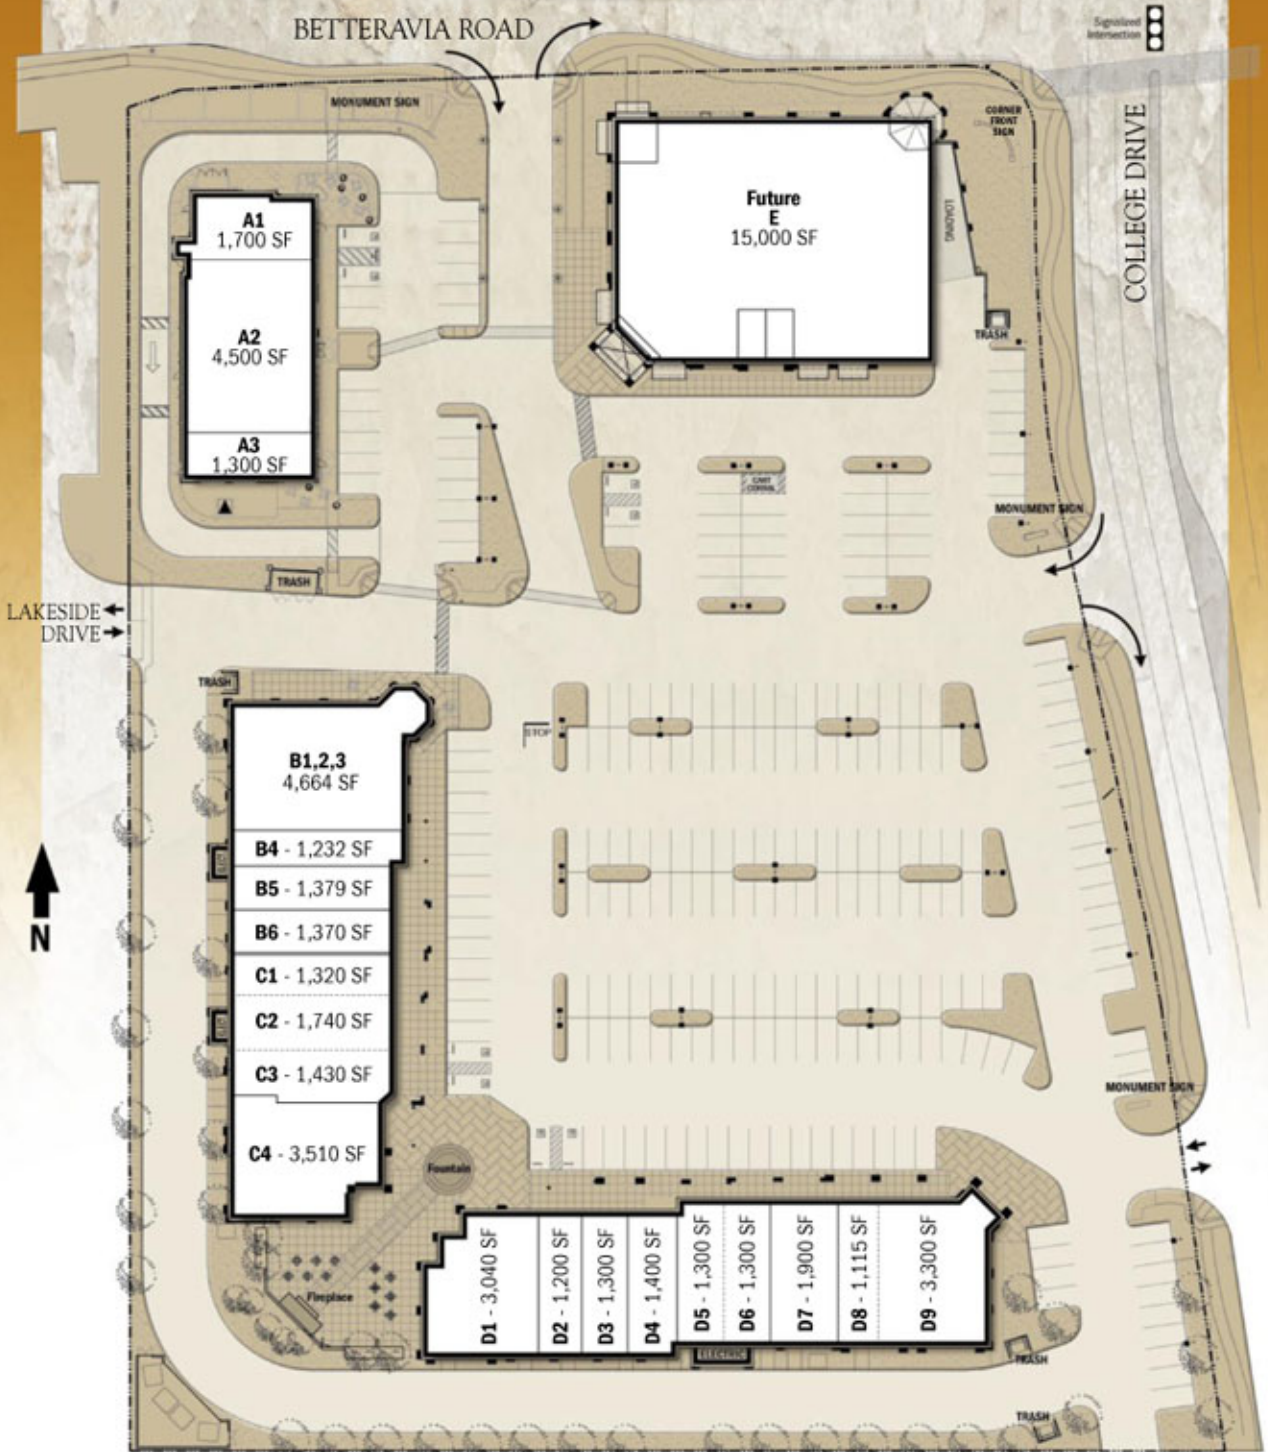 BETTERAVIA ROAD
Signalized
Intersection
MONUMENT SIGN
CORNER
FRONT
SIGN
COLLEGE DRIVE
A1
1,700 SF
Future
E
15,000 SF
LOADING
A2
4,500 SF
TRASH
A3
1,300 SF
CART
CORRAL
MONUMENT SIGN
TRASH
LAKESIDE
DRIVE
TRASH
STOP
B1,2,3
4,664 SF
B4 - 1,232 SF
B5 - 1,379 SF
B6 - 1,370 SF
N
C1 - 1,320 SF
C2 - 1,740 SF
C3 - 1,430 SF
MONUMENT SIGN
C4 - 3,510 SF
Fountain
D1 - 3,040 SF
D2 - 1,200 SF
D3 - 1,300 SF
D4 - 1,400 SF
D5 - 1,300 SF
D6 - 1,300 SF
D7 - 1,900 SF
D8 - 1,115 SF
D9 - 3,300 SF
Fireplace
ELECTRIC
TRASH
TRASH